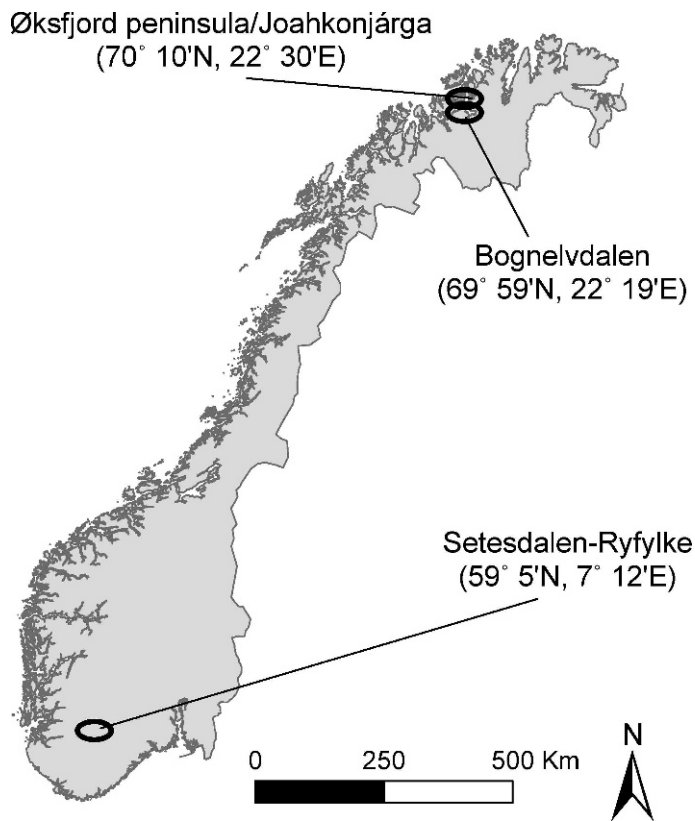 Øksfjord peninsula/Joahkonjárga
(70˚ 10'N, 22˚ 30'E)
Bognelvdalen
(69˚ 59'N, 22˚ 19'E)
Setesdalen-Ryfylke
(59˚ 5'N, 7˚ 12'E)
0 250 500 Km
N